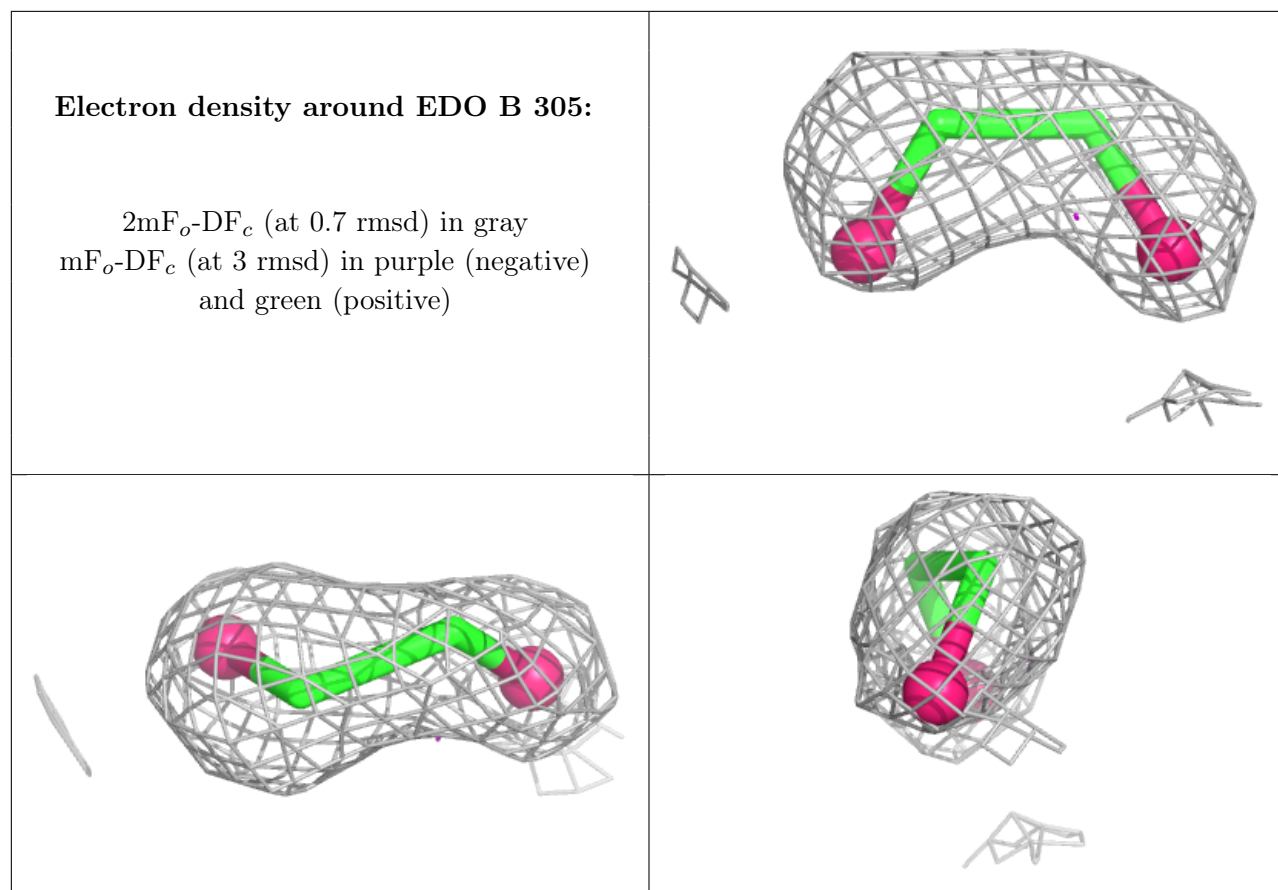 Electron density around EDO B 305:
2mFo-DFc (at 0.7 rmsd) in gray
mFo-DFc (at 3 rmsd) in purple (negative)
and green (positive)